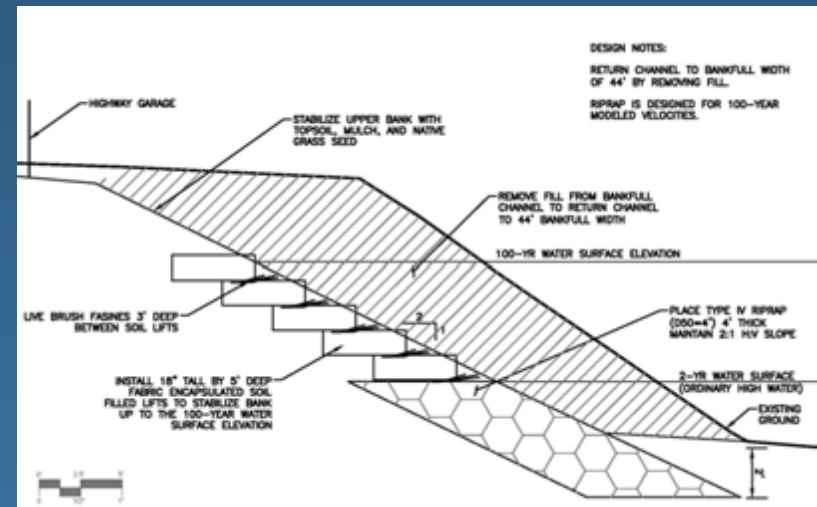 DESIGN NOTES:
RETURN CHANNEL TO BANKFULL WIDTH
OF 44' BY REMOVING FILL.
RIPRAP IS DESIGNED FOR 100-YEAR
MODELED VELOCITIES.
HIGHWAY GARAGE
STABILIZE UPPER BANK WITH
TOPSOIL, MULCH, AND NATIVE
GRASS SEED
REMOVE FILL FROM BANKFULL
CHANNEL TO RETURN CHANNEL
TO 44' BANKFULL WIDTH
100-YR WATER SURFACE ELEVATION
LIVE BRUSH FASINES 3' DEEP
BETWEEN SOIL LIFTS
2
1
PLACE TYPE IV RIPRAP
(D50=4") 4' THICK
MAINTAIN 2:1 H:V SLOPE
INSTALL 18" TALL BY 5' DEEP
FABRIC ENCAPSULATED SOIL
FILLED LIFTS TO STABILIZE BANK
UP TO THE 100-YEAR WATER
SURFACE ELEVATION
2-YR WATER SURFACE
(ORDINARY HIGH WATER)
EXISTING
GROUND